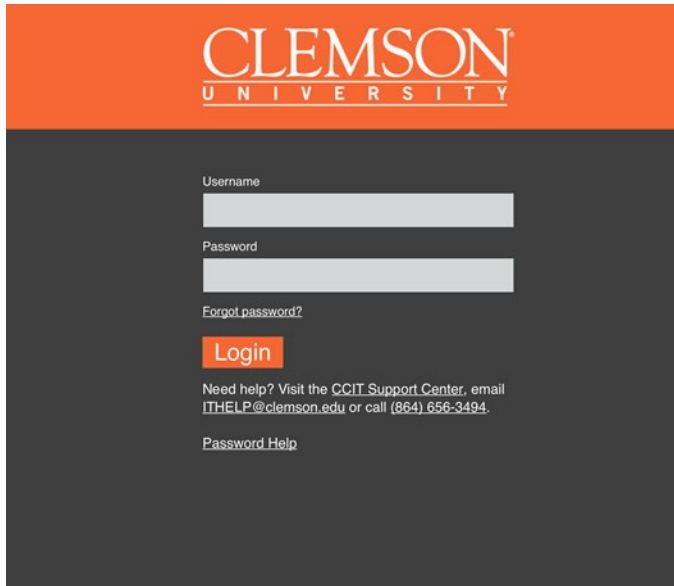 CLEMSON
UNIVERSITY
Username
Password
Forgot password?
Login
Need help? Visit the CCIT Support Center, email
ITHELP@clemson.edu or call (864) 656-3494.
Password Help